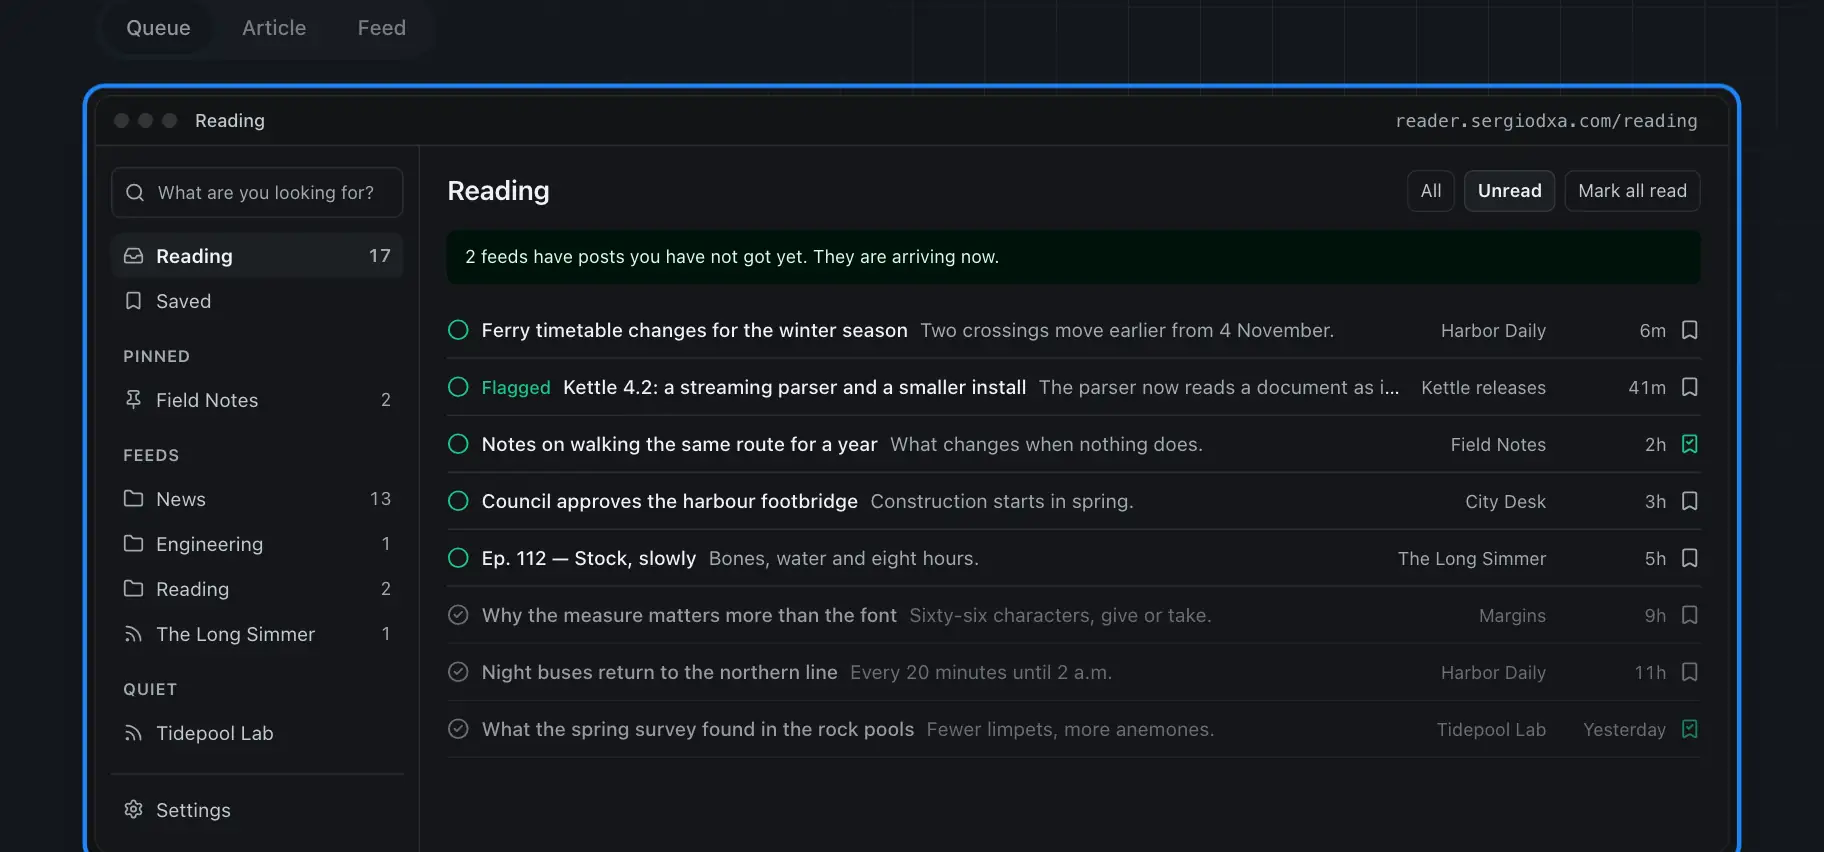 Queue Article Feed
Reading reader.sergiodxa.com/reading
What are you looking for?
Reading 17
Saved
PINNED
Field Notes 2
FEEDS
News 13
Engineering 1
Reading 2
The Long Simmer 1
QUIET
Tidepool Lab
Settings
Reading All Unread Mark all read
2 feeds have posts you have not got yet. They are arriving now.
Ferry timetable changes for the winter season Two crossings move earlier from 4 November. Harbor Daily 6m
Flagged Kettle 4.2: a streaming parser and a smaller install The parser now reads a document as i... Kettle releases 41m
Notes on walking the same route for a year What changes when nothing does. Field Notes 2h
Council approves the harbour footbridge Construction starts in spring. City Desk 3h
Ep. 112 — Stock, slowly Bones, water and eight hours. The Long Simmer 5h
Why the measure matters more than the font Sixty-six characters, give or take. Margins 9h
Night buses return to the northern line Every 20 minutes until 2 a.m. Harbor Daily 11h
What the spring survey found in the rock pools Fewer limpets, more anemones. Tidepool Lab Yesterday